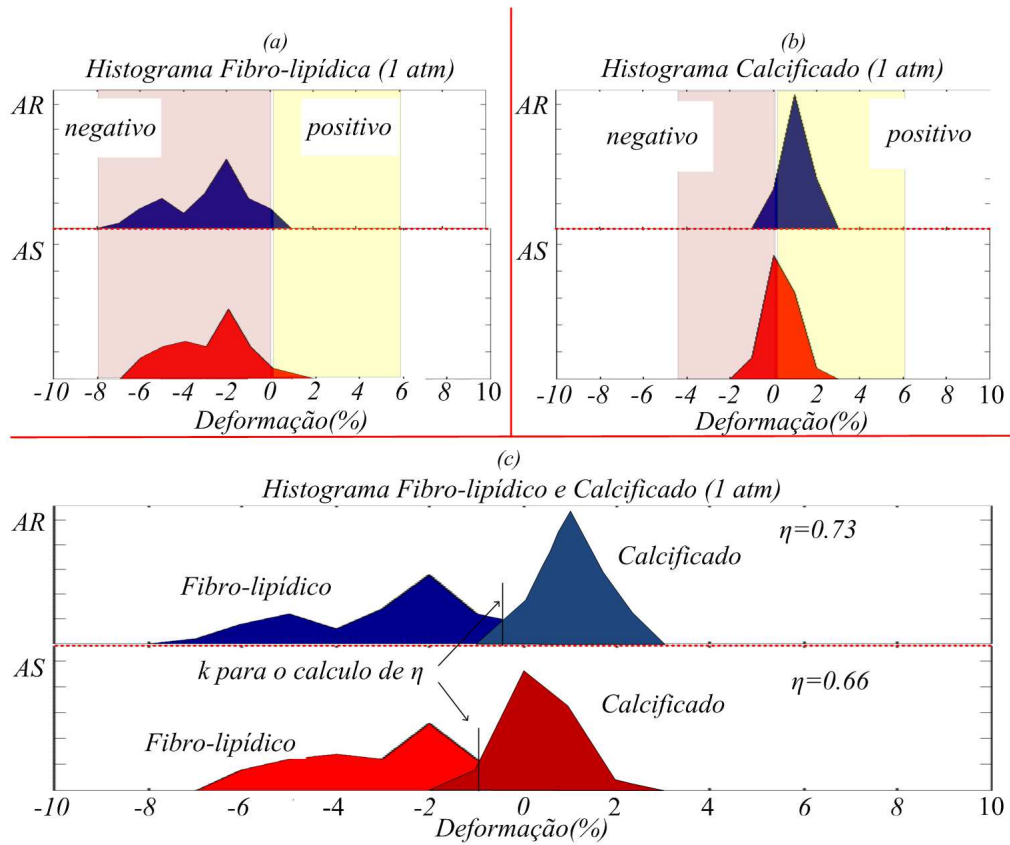 (a)
Histograma Fibro-lipídica (1 atm)
AR
negativo
positivo
AS
-10 -8 -6 -4 -2 0 2 4 6 8 10
Deformação(%)
(b)
Histograma Calcificado (1 atm)
AR
negativo
positivo
AS
-10 -8 -6 -4 -2 0 2 4 6 8 10
Deformação(%)
(c)
Histograma Fibro-lipídico e Calcificado (1 atm)
AR
η=0.73
Calcificado
Fibro-lipídico
AS
k para o calculo de η
η=0.66
Calcificado
Fibro-lipídico
-10 -8 -6 -4 -2 0 2 4 6 8 10
Deformação(%)